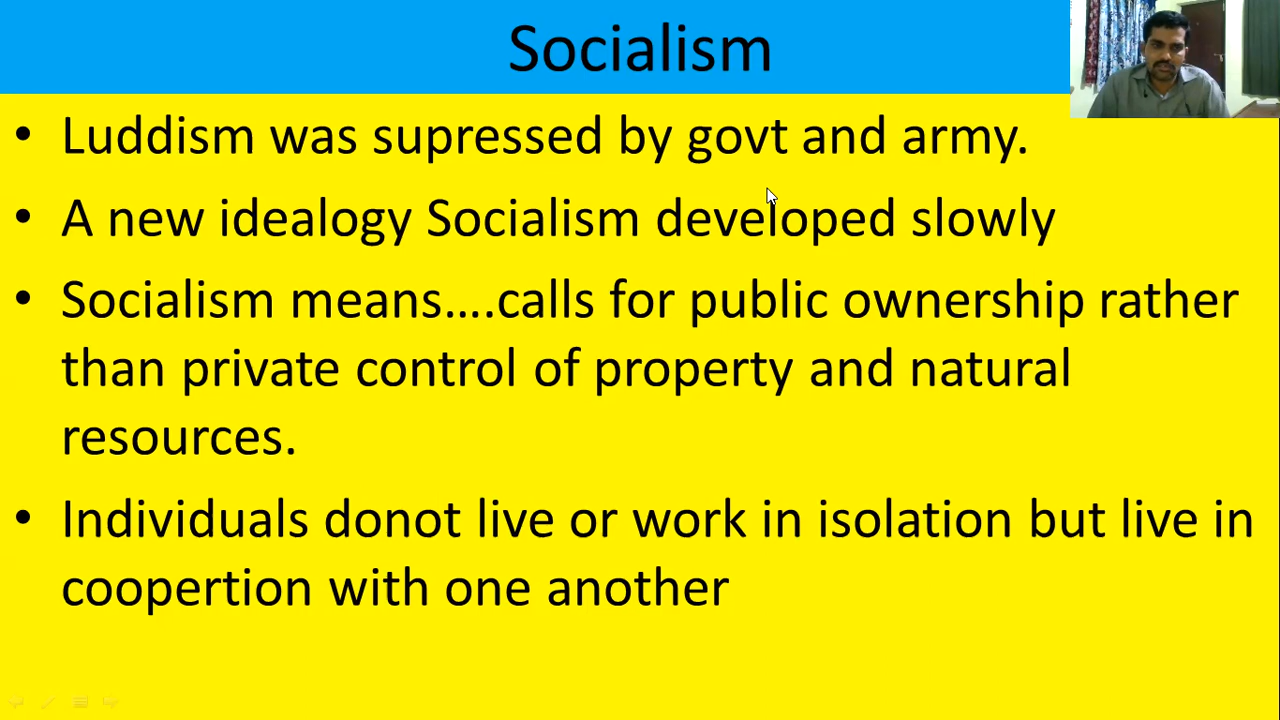 Socialism
• Luddism was supressed by govt and army.
• A new idealogy Socialism developed slowly
• Socialism means....calls for public ownership rather
than private control of property and natural
resources.
• Individuals donot live or work in isolation but live in
coopertion with one another